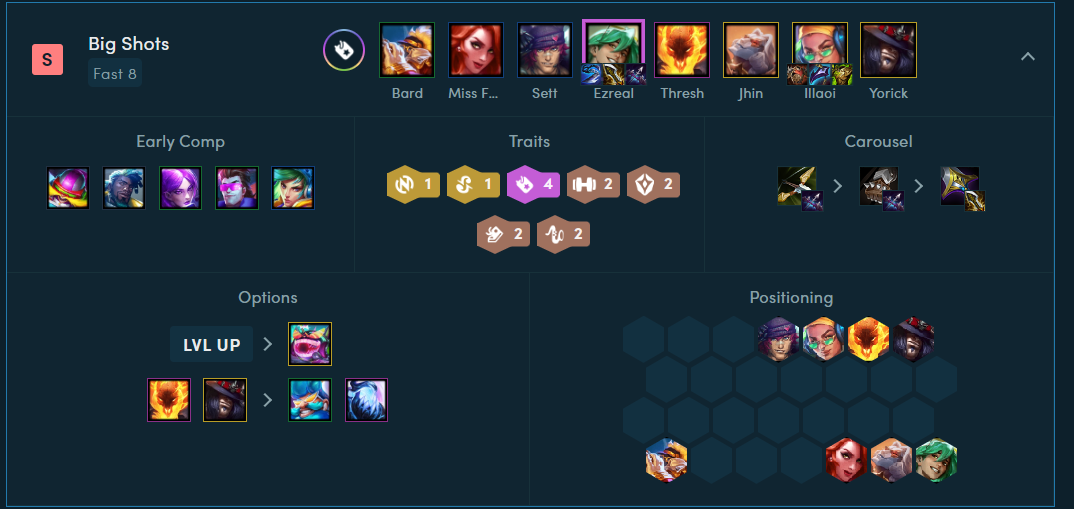 S
Big Shots
Fast 8
Bard
Miss F...
Sett
Ezreal
Thresh
Jhin
Illaoi
Yorick
Early Comp
Traits
Carousel
1
1
4
2
2
2
2
Options
Positioning
LVL UP